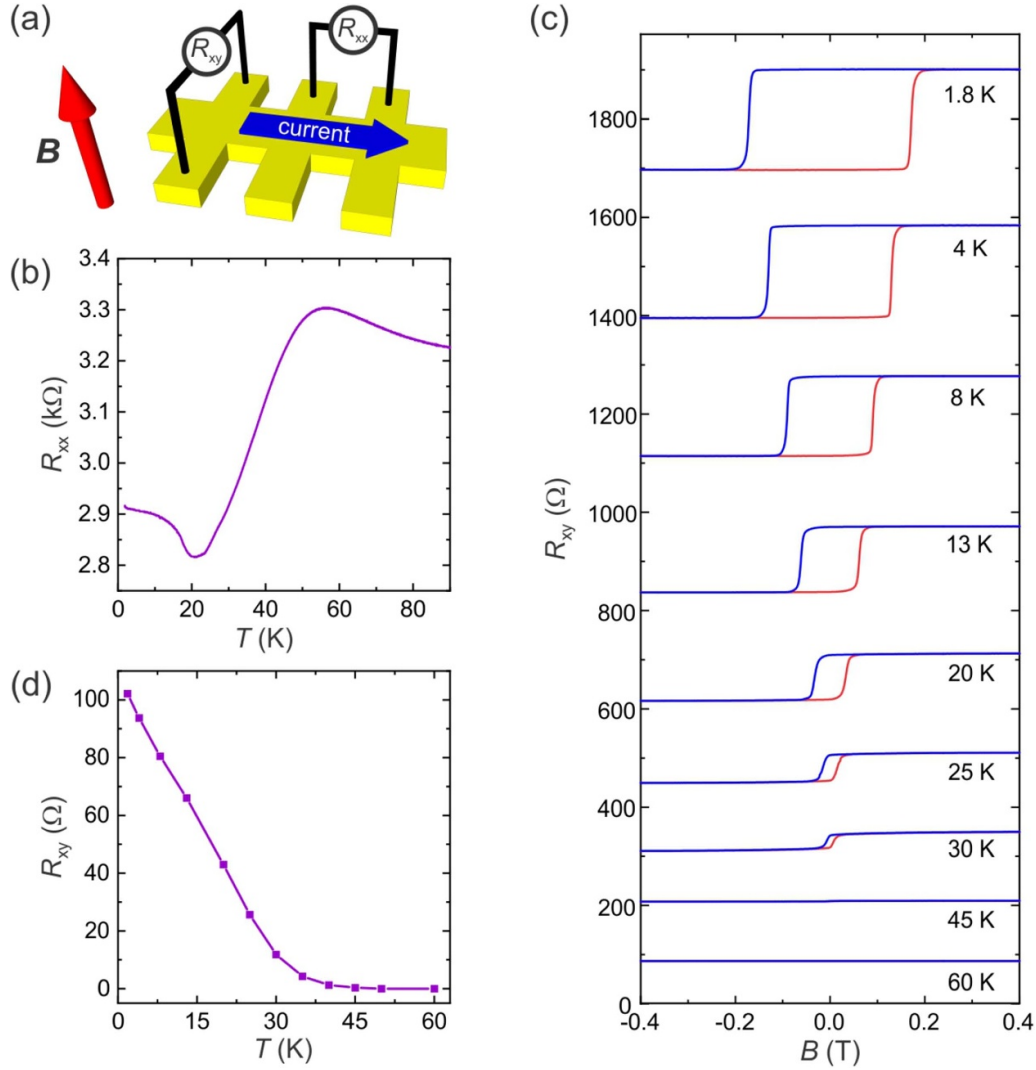 (a)
R_xy
R_xx
B
current
(b)
3.4
3.3
3.2
3.1
3.0
2.9
2.8
R_xx (kΩ)
0 20 40 60 80
T (K)
(d)
100
80
60
40
20
0
R_xy (Ω)
0 15 30 45 60
T (K)
(c)
1800
1600
1400
1200
1000
800
600
400
200
0
R_xy (Ω)
1.8 K
4 K
8 K
13 K
20 K
25 K
30 K
45 K
60 K
-0.4 -0.2 0.0 0.2 0.4
B (T)